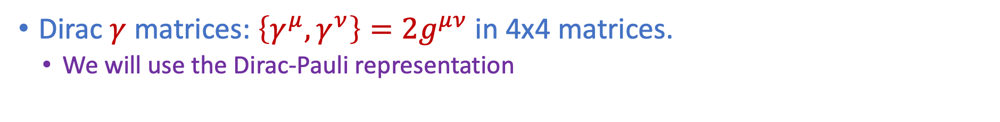 • Dirac γ matrices: {γ^μ, γ^ν} = 2g^μν in 4x4 matrices.
• We will use the Dirac-Pauli representation